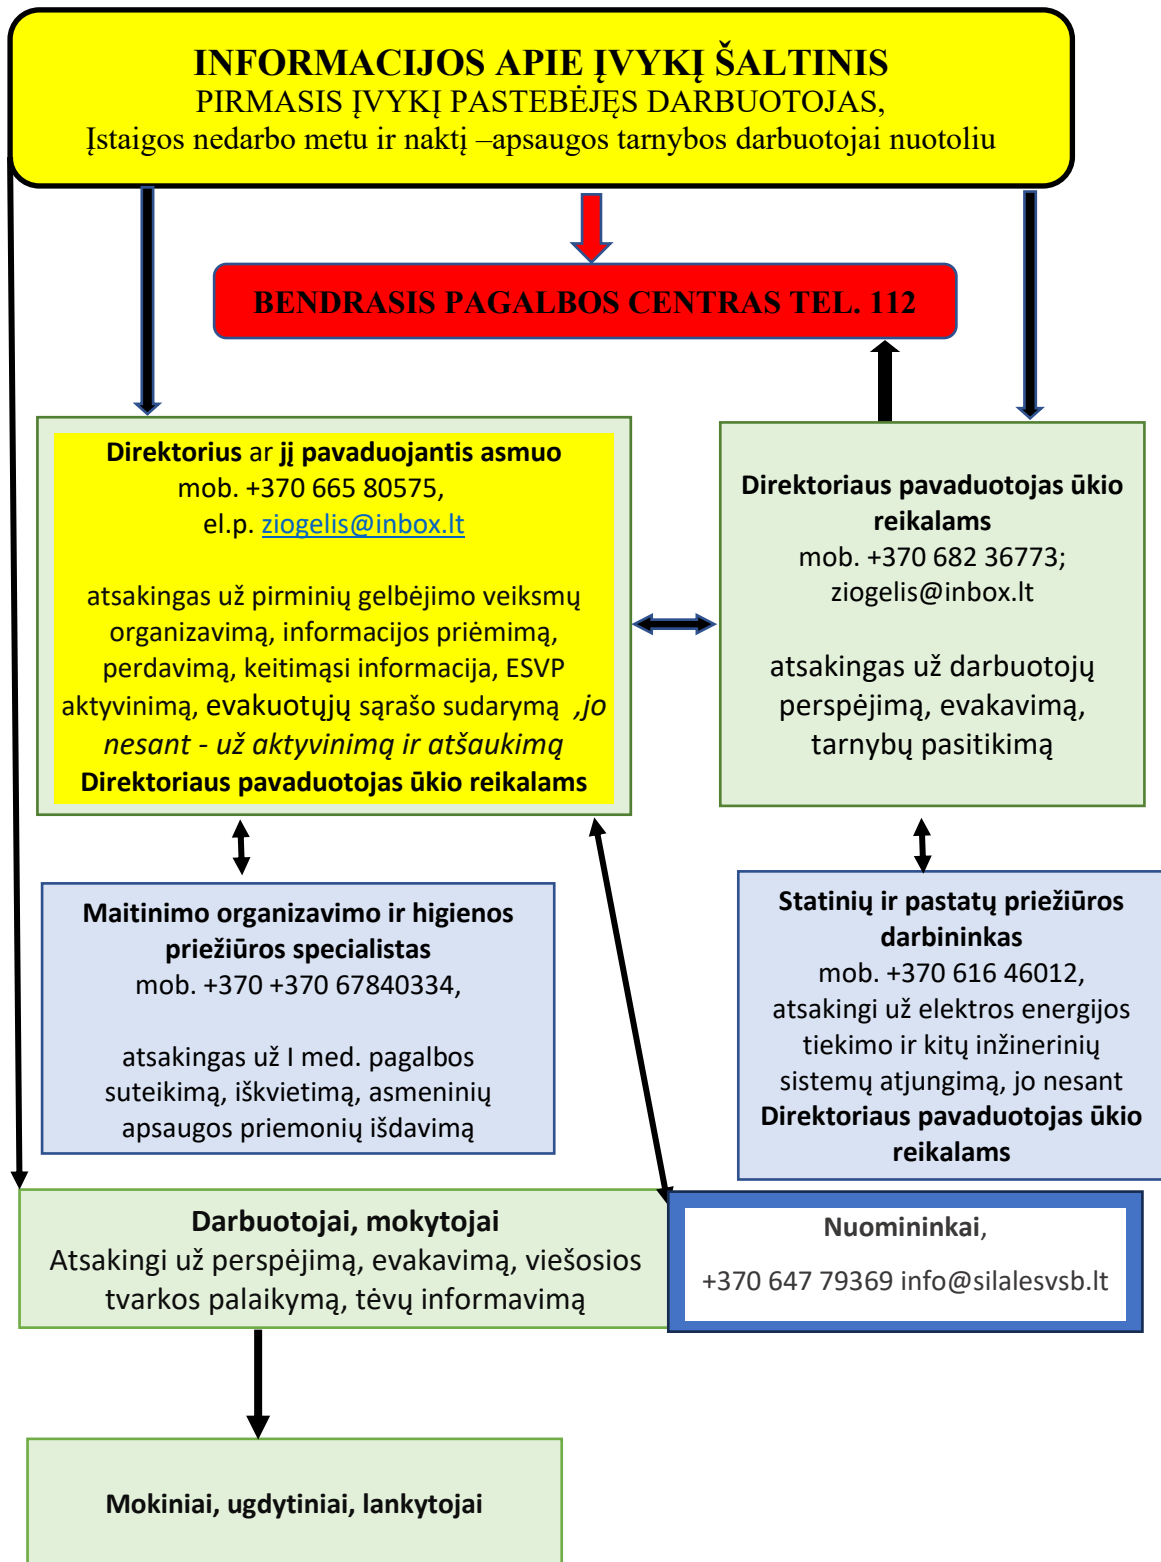 INFORMACIJOS APIE ĮVYKĮ ŠALTINIS
PIRMASIS ĮVYKĮ PASTEBĖJĘS DARBUOTOJAS,
Įstaigos nedarbo metu ir naktį –apsaugos tarnybos darbuotojai nuotoliu
BENDRASIS PAGALBOS CENTRAS TEL. 112
Direktorius ar jį pavaduojantis asmuo
mob. +370 665 80575,
el.p. ziogelis@inbox.lt
atsakingas už pirminių gelbėjimo veiksmų
organizavimą, informacijos priėmimą,
perdavimą, keitimąsi informacija, ESVP
aktyvinimą, evakuotųjų sąrašo sudarymą ,jo
nesant - už aktyvinimą ir atšaukimą
Direktoriaus pavaduotojas ūkio reikalams
Direktoriaus pavaduotojas ūkio
reikalams
mob. +370 682 36773;
ziogelis@inbox.lt
atsakingas už darbuotojų
perspėjimą, evakavimą,
tarnybų pasitikimą
Maitinimo organizavimo ir higienos
priežiūros specialistas
mob. +370 +370 67840334,
atsakingas už I med. pagalbos
suteikimą, iškvietimą, asmeninių
apsaugos priemonių išdavimą
Statinių ir pastatų priežiūros
darbininkas
mob. +370 616 46012,
atsakingi už elektros energijos
tiekimo ir kitų inžinerinių
sistemų atjungimą, jo nesant
Direktoriaus pavaduotojas ūkio
reikalams
Darbuotojai, mokytojai
Atsakingi už perspėjimą, evakavimą, viešosios
tvarkos palaikymą, tėvų informavimą
Nuomininkai,
+370 647 79369 info@silalesvsb.lt
Mokiniai, ugdytiniai, lankytojai